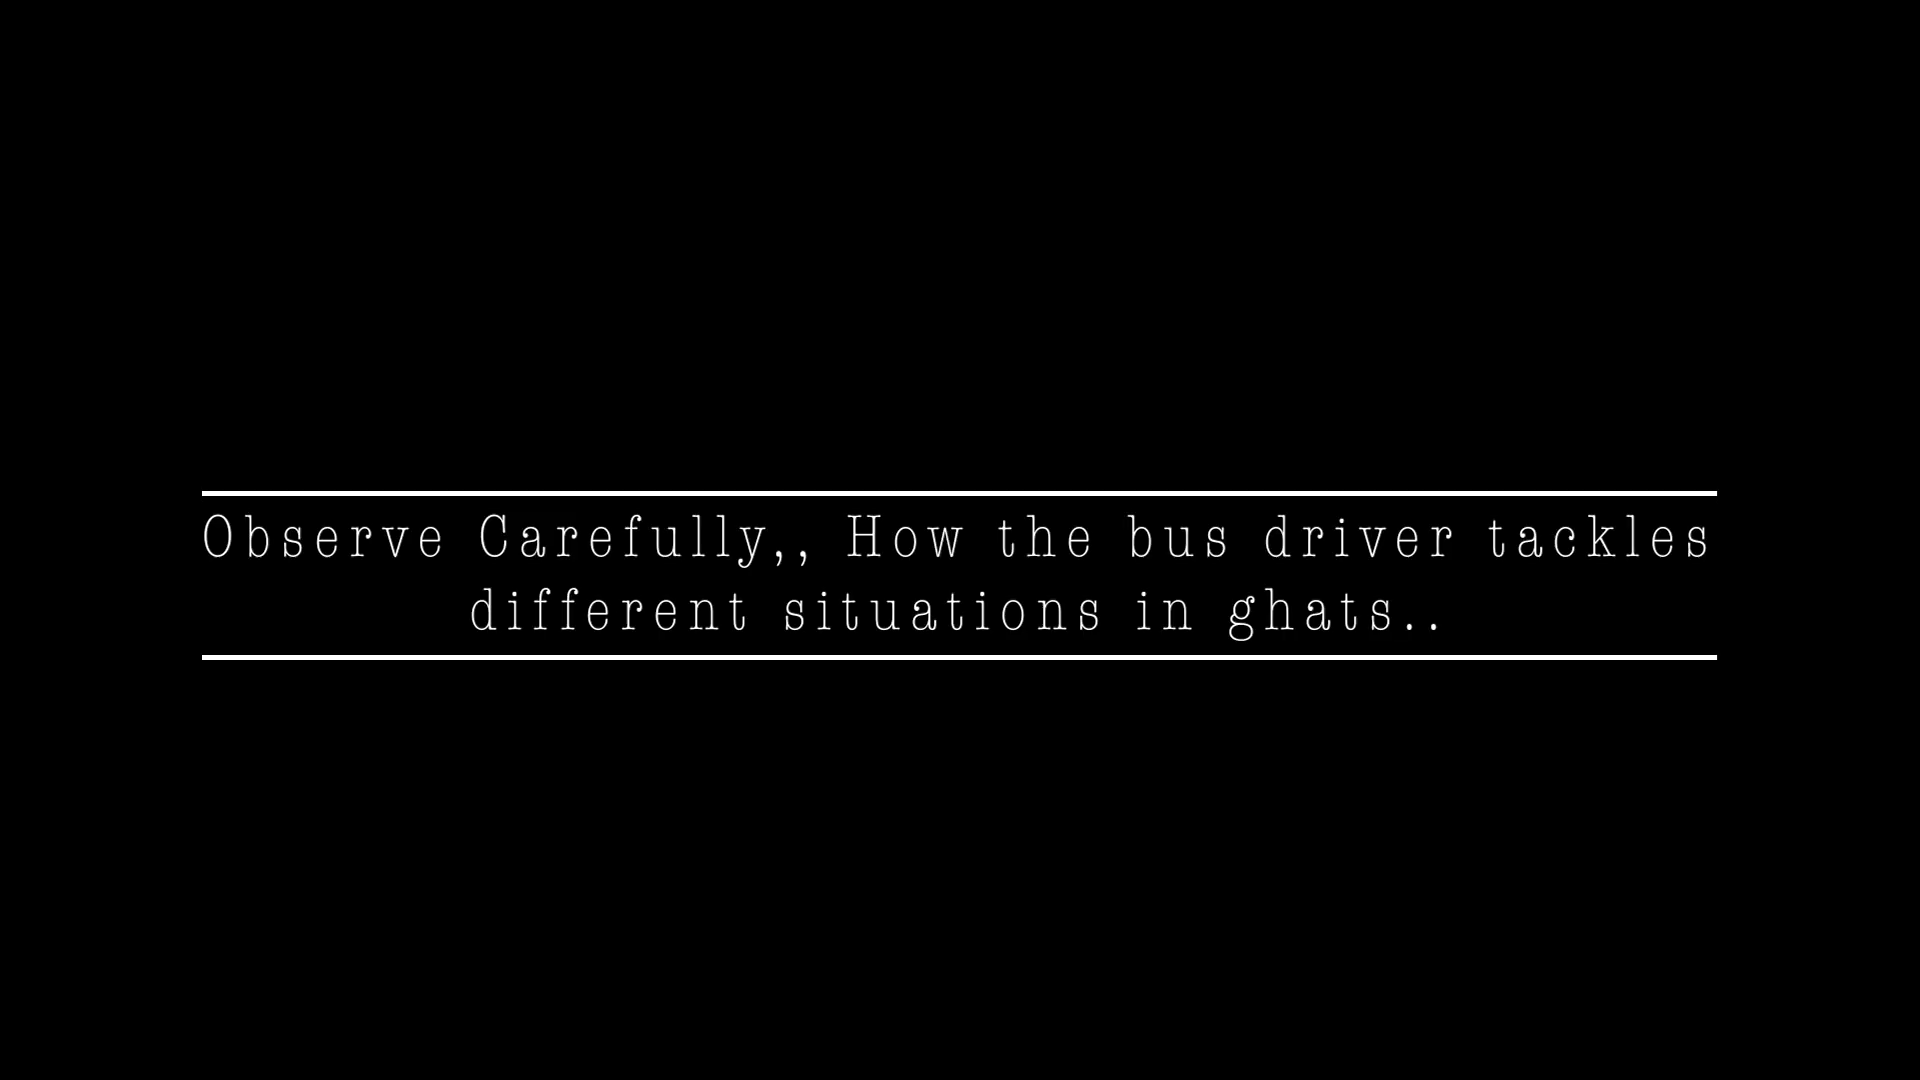 Observe Carefully,, How the bus driver tackles
different situations in ghats..